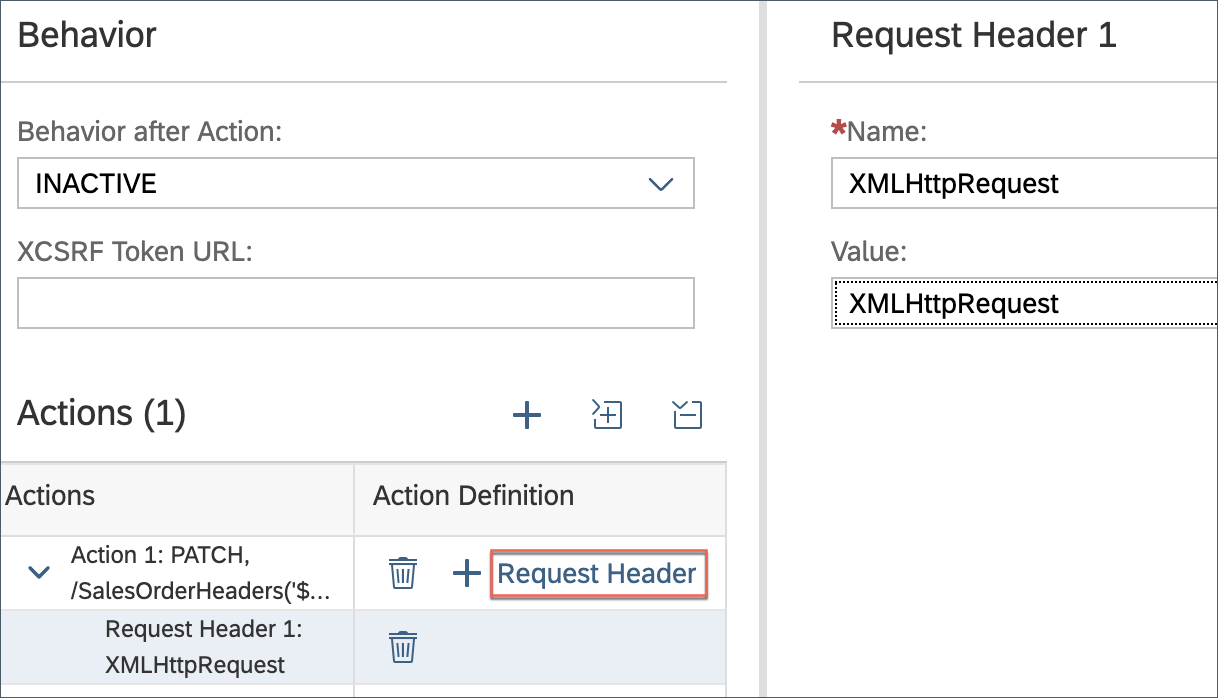 Behavior
Behavior after Action:
INACTIVE
XCSRF Token URL:
Actions (1)
Actions
Action Definition
Action 1: PATCH,
/SalesOrderHeaders('$...
Request Header
Request Header 1:
XMLHttpRequest
Request Header 1
*Name:
XMLHttpRequest
Value:
XMLHttpRequest